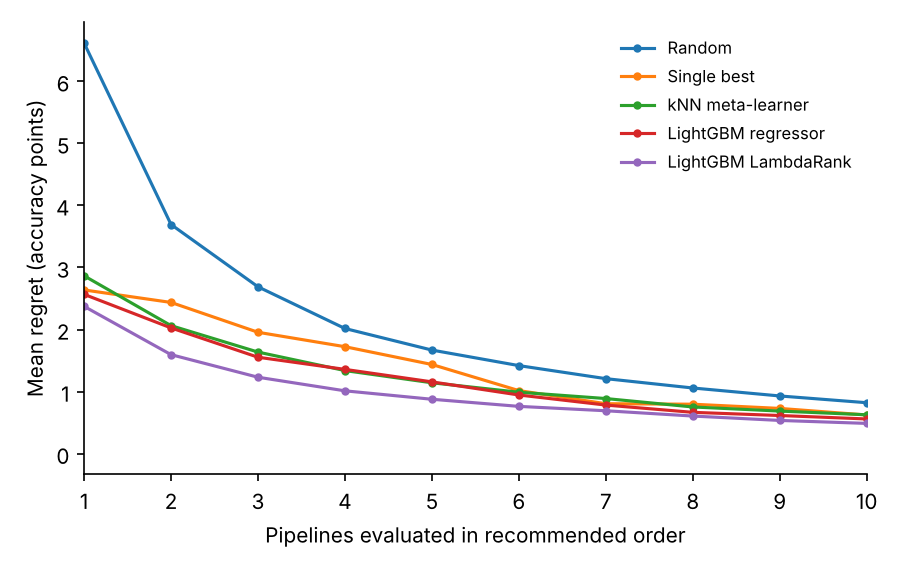 Mean regret (accuracy points)
6
5
4
3
2
1
0
Random
Single best
kNN meta-learner
LightGBM regressor
LightGBM LambdaRank
1 2 3 4 5 6 7 8 9 10
Pipelines evaluated in recommended order